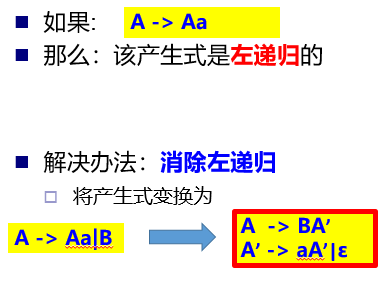 如果: A -> Aa
那么：该产生式是左递归的
解决办法：消除左递归
将产生式变换为
A -> Aa|B
A -> BA’
A’ -> aA’|ε